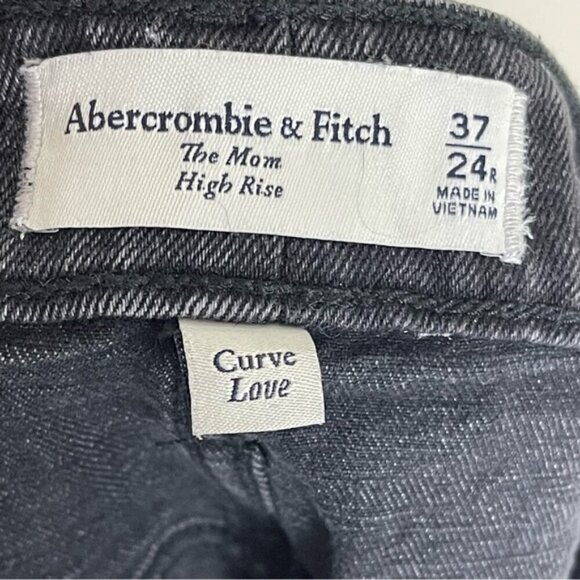 Abercrombie & Fitch
The Mom
High Rise
37
24R
MADE IN
VIETNAM
Curve
Love